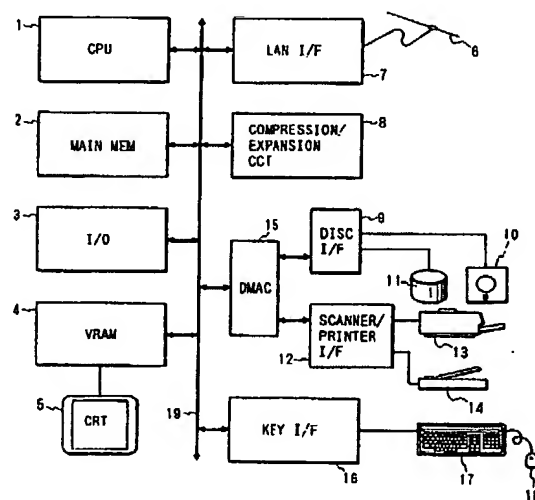 1
CPU
LAN I/F
6
7
2
MAIN MEM
8
COMPRESSION/
EXPANSION
CCT
3
I/O
15
DMAC
9
DISC
I/F
10
11
4
VRAM
SCANNER/
PRINTER
I/F
12
13
14
5
CRT
19
KEY I/F
16
17
18